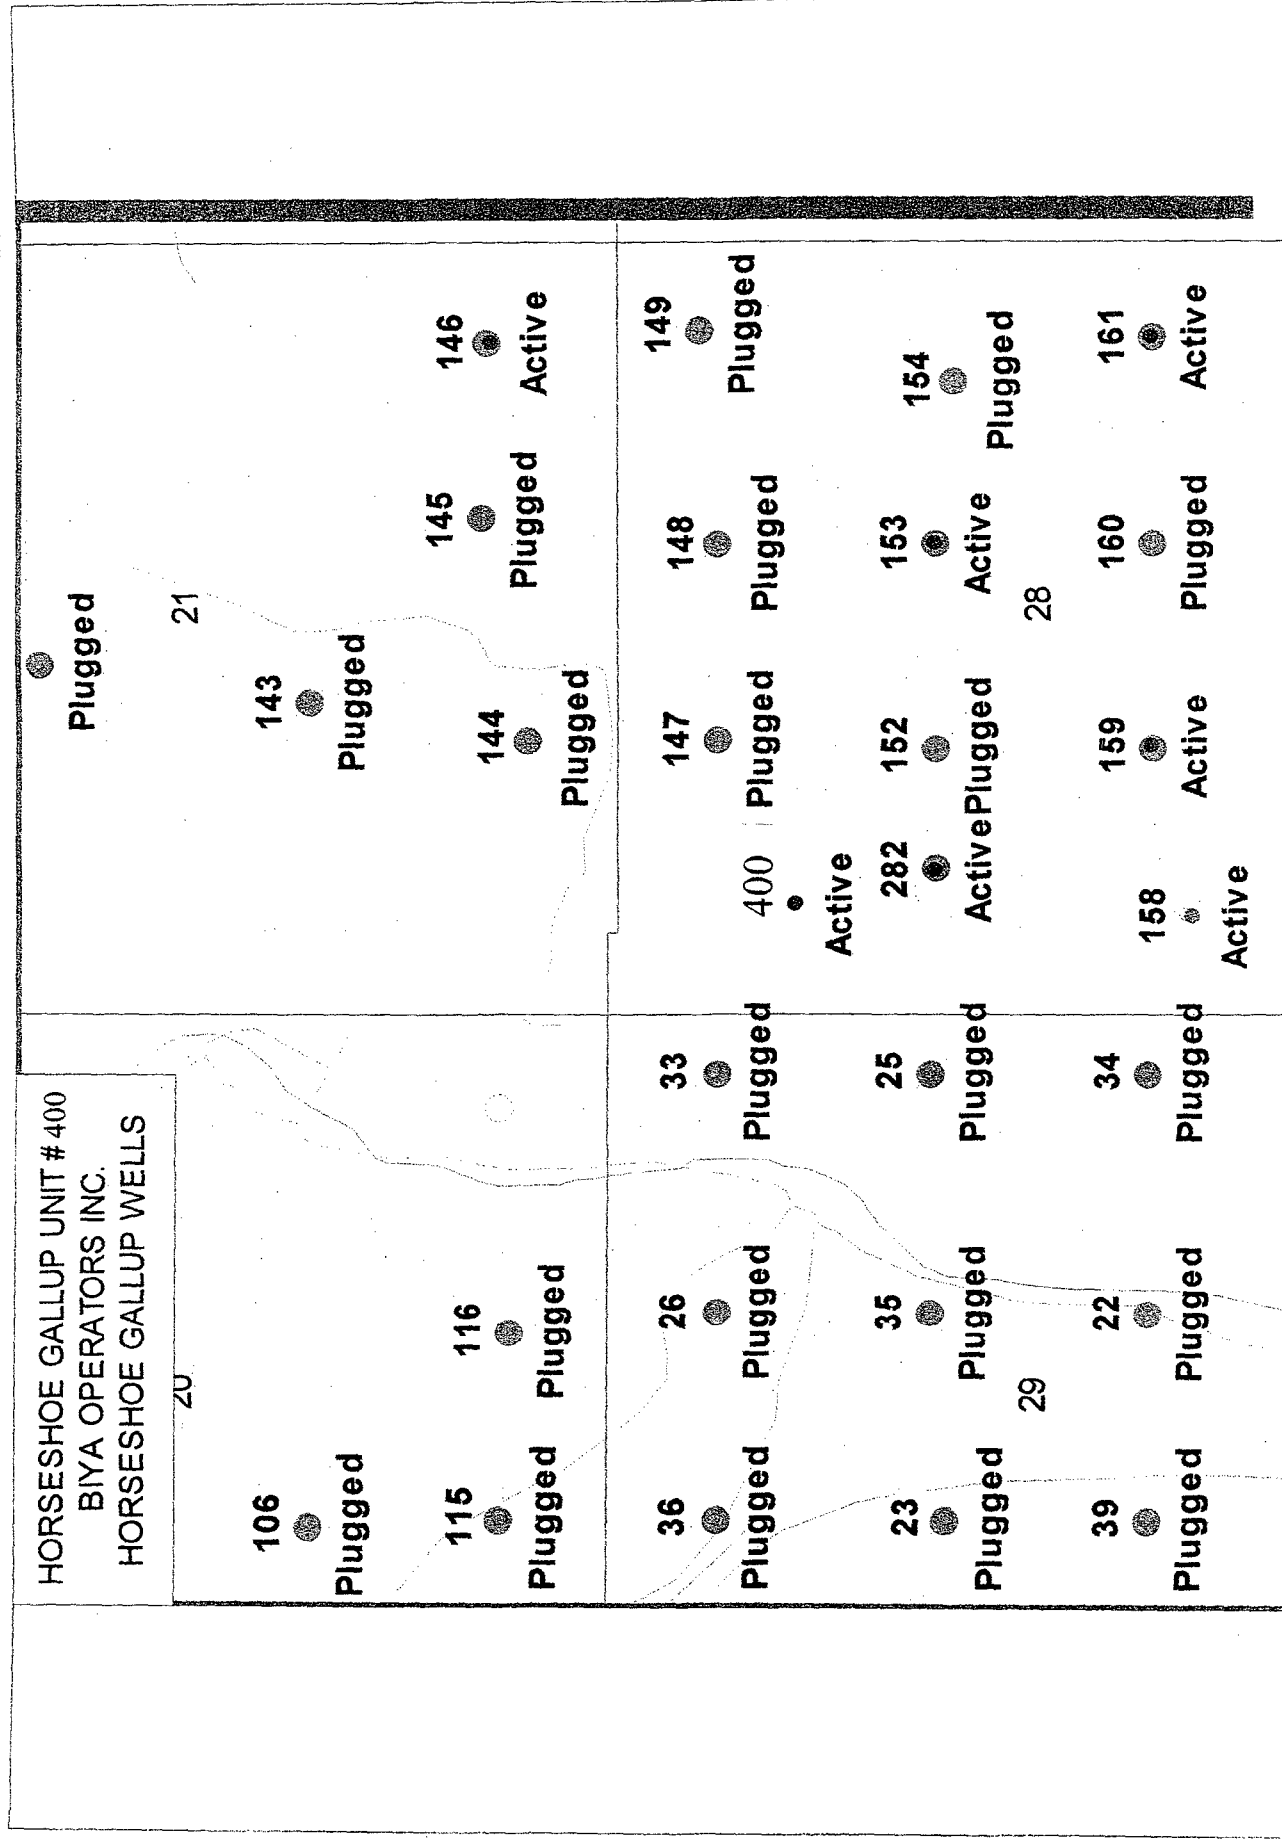 HORSESHOE GALLUP UNIT #400
BIYA OPERATORS INC.
HORSESHOE GALLUP WELLS
Plugged
20
21
106
Plugged
143
Plugged
115
Plugged
116
Plugged
144
Plugged
145
Plugged
146
Active
36
Plugged
26
Plugged
33
Plugged
400
Active
147
Plugged
148
Plugged
149
Plugged
23
Plugged
35
Plugged
25
Plugged
282
Active
152
Plugged
153
Active
154
Plugged
29
28
39
Plugged
22
Plugged
34
Plugged
158
Active
159
Active
160
Plugged
161
Active